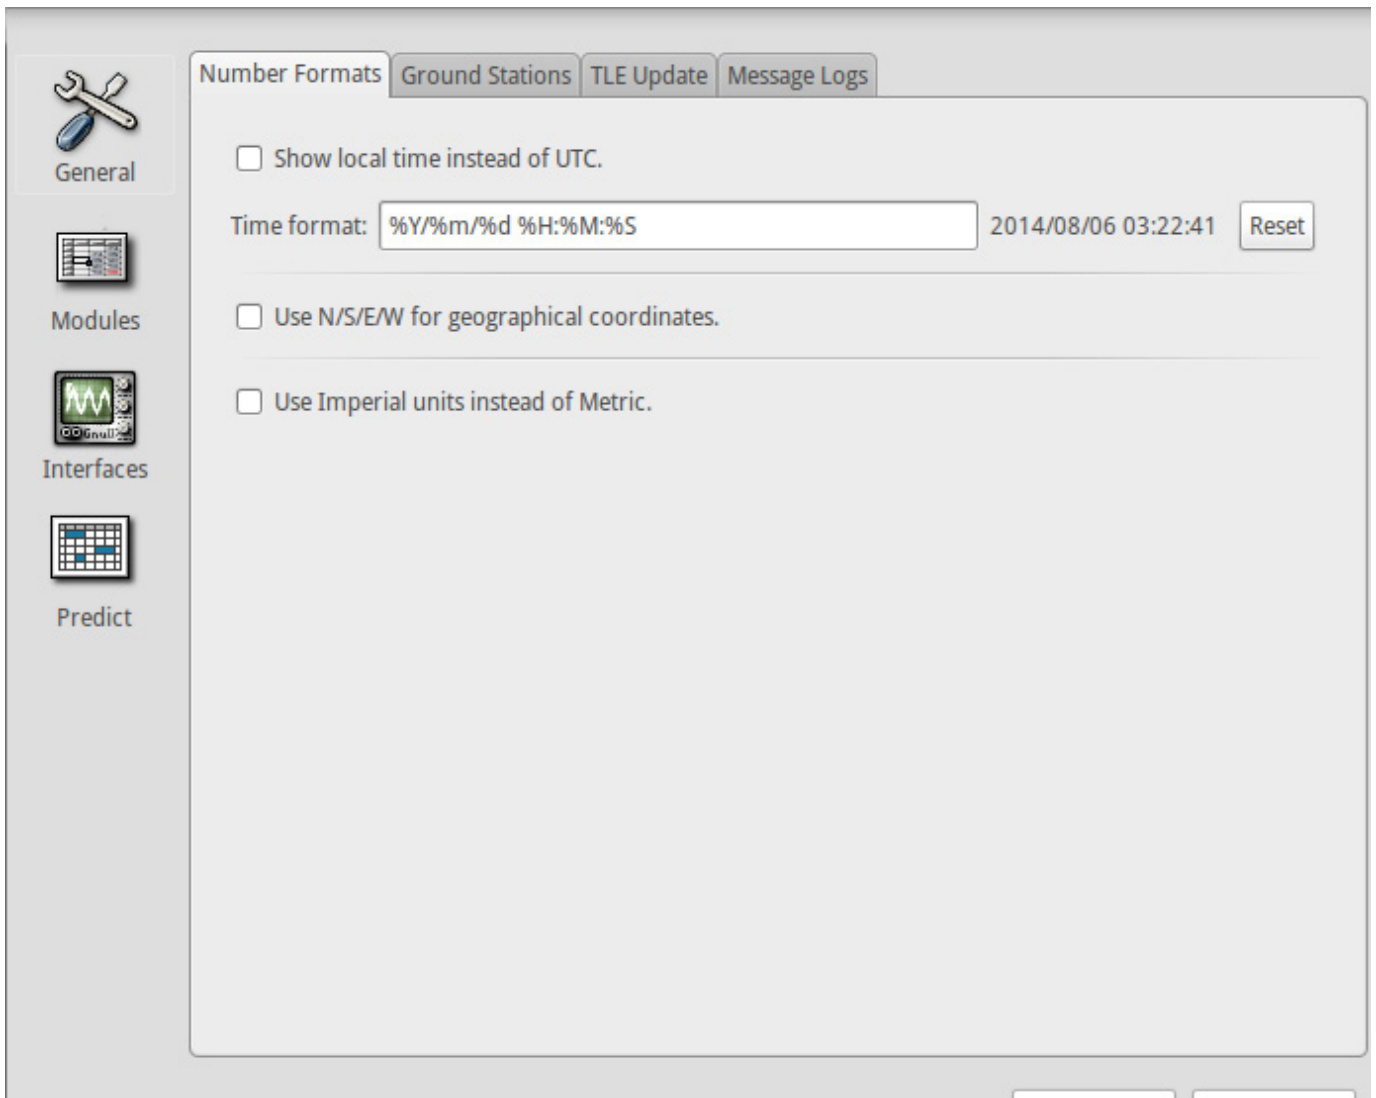 Number Formats
Ground Stations
TLE Update
Message Logs
General
Show local time instead of UTC.
Time format: %Y/%m/%d %H:%M:%S 2014/08/06 03:22:41 Reset
Modules
Use N/S/E/W for geographical coordinates.
Use Imperial units instead of Metric.
Interfaces
Predict